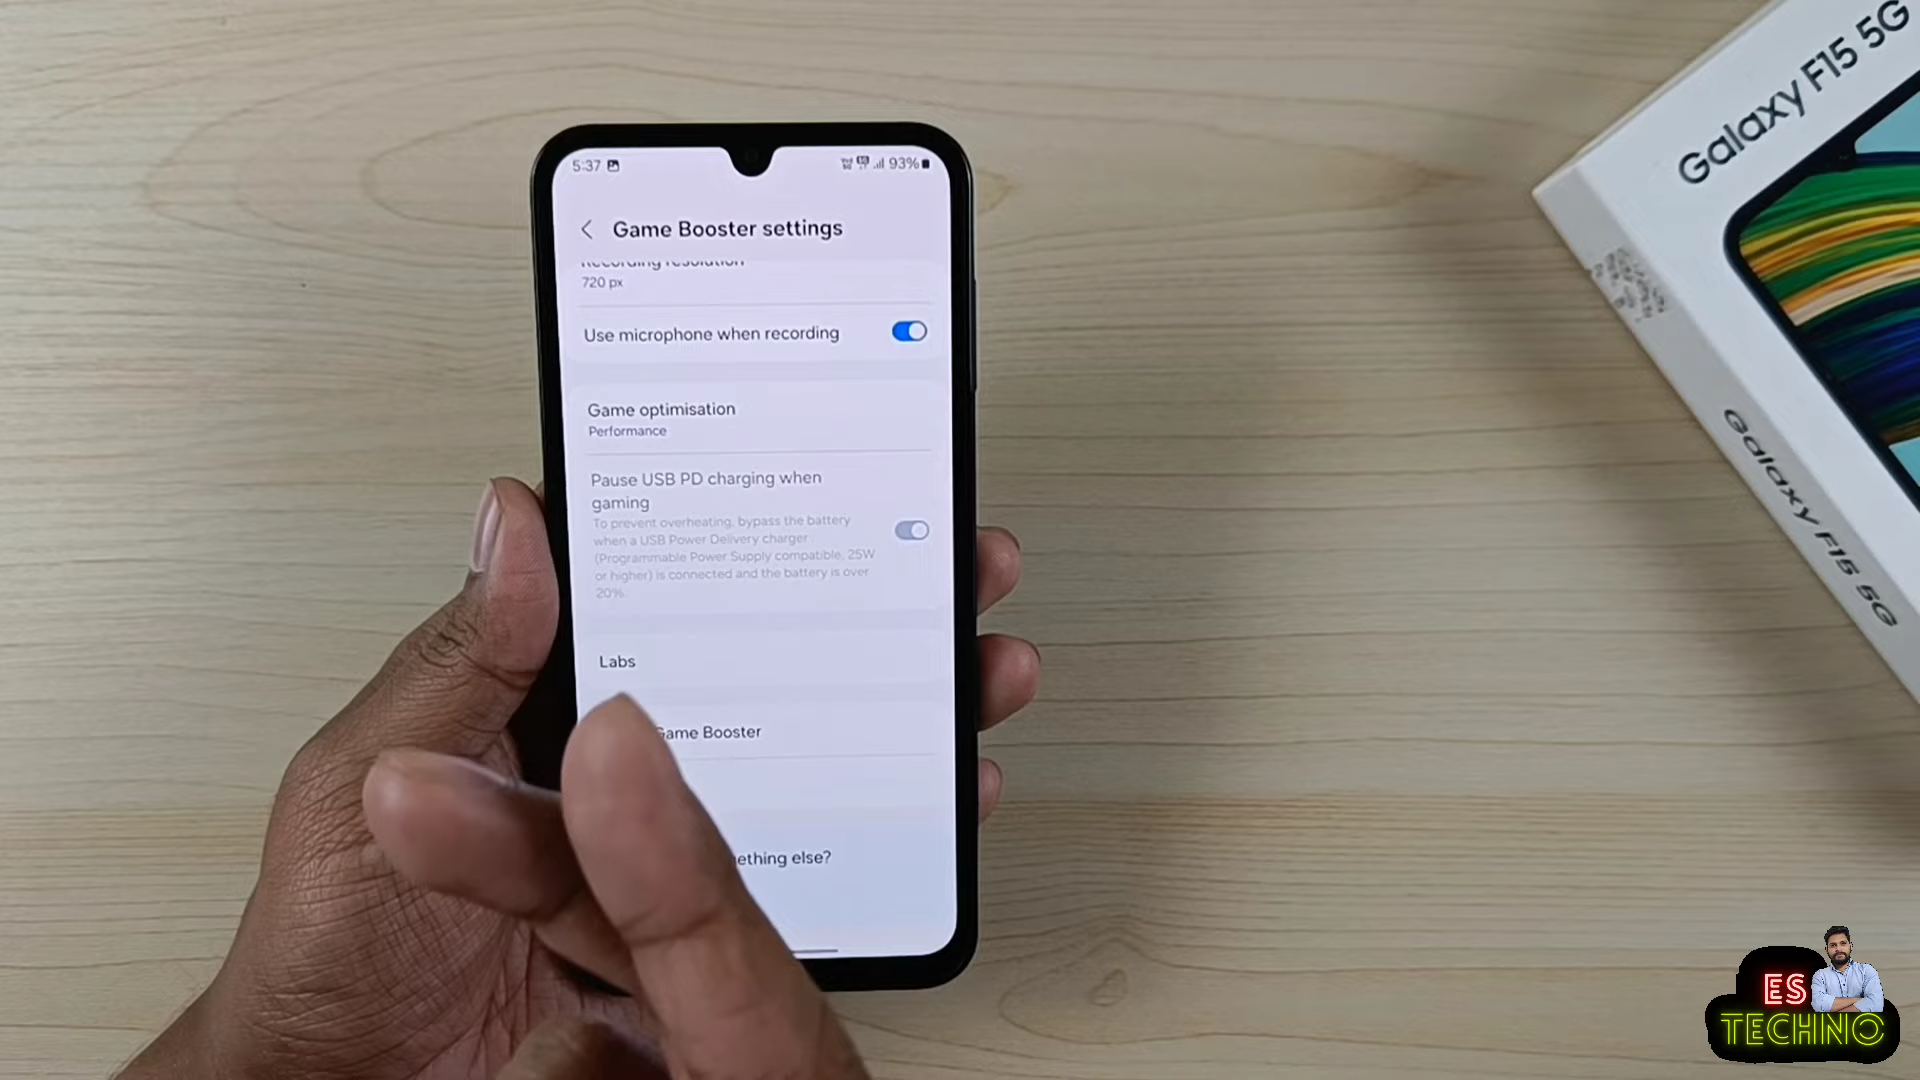 Galaxy F15 5G
Galaxy F15 5G
5:37
93%
Game Booster settings
Recording resolution
720 px
Use microphone when recording
Game optimisation
Performance
Pause USB PD charging when
gaming
To prevent overheating, bypass the battery
when a USB Power Delivery charger
(Programmable Power Supply compatible, 25W
or higher) is connected and the battery is over
20%.
Labs
Game Booster
ething else?
ES
TECHNO